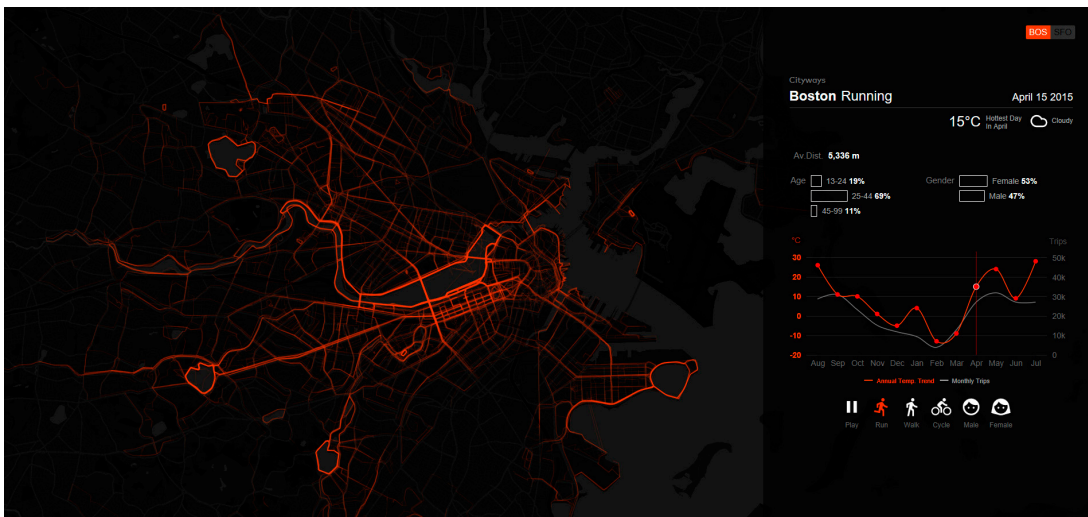 BOS SFO
Cityways
Boston Running April 15 2015
15°C Hottest Day In April Cloudy
Av.Dist. 5,336 m
Age 13-24 19% Gender Female 53%
25-44 69% Male 47%
45-99 11%
°C Trips
30 50k
20 40k
10 30k
0 20k
-10 10k
-20 0
Aug Sep Oct Nov Dec Jan Feb Mar Apr May Jun Jul
Annual Temp. Trend Monthly Trips
Play Run Walk Cycle Male Female